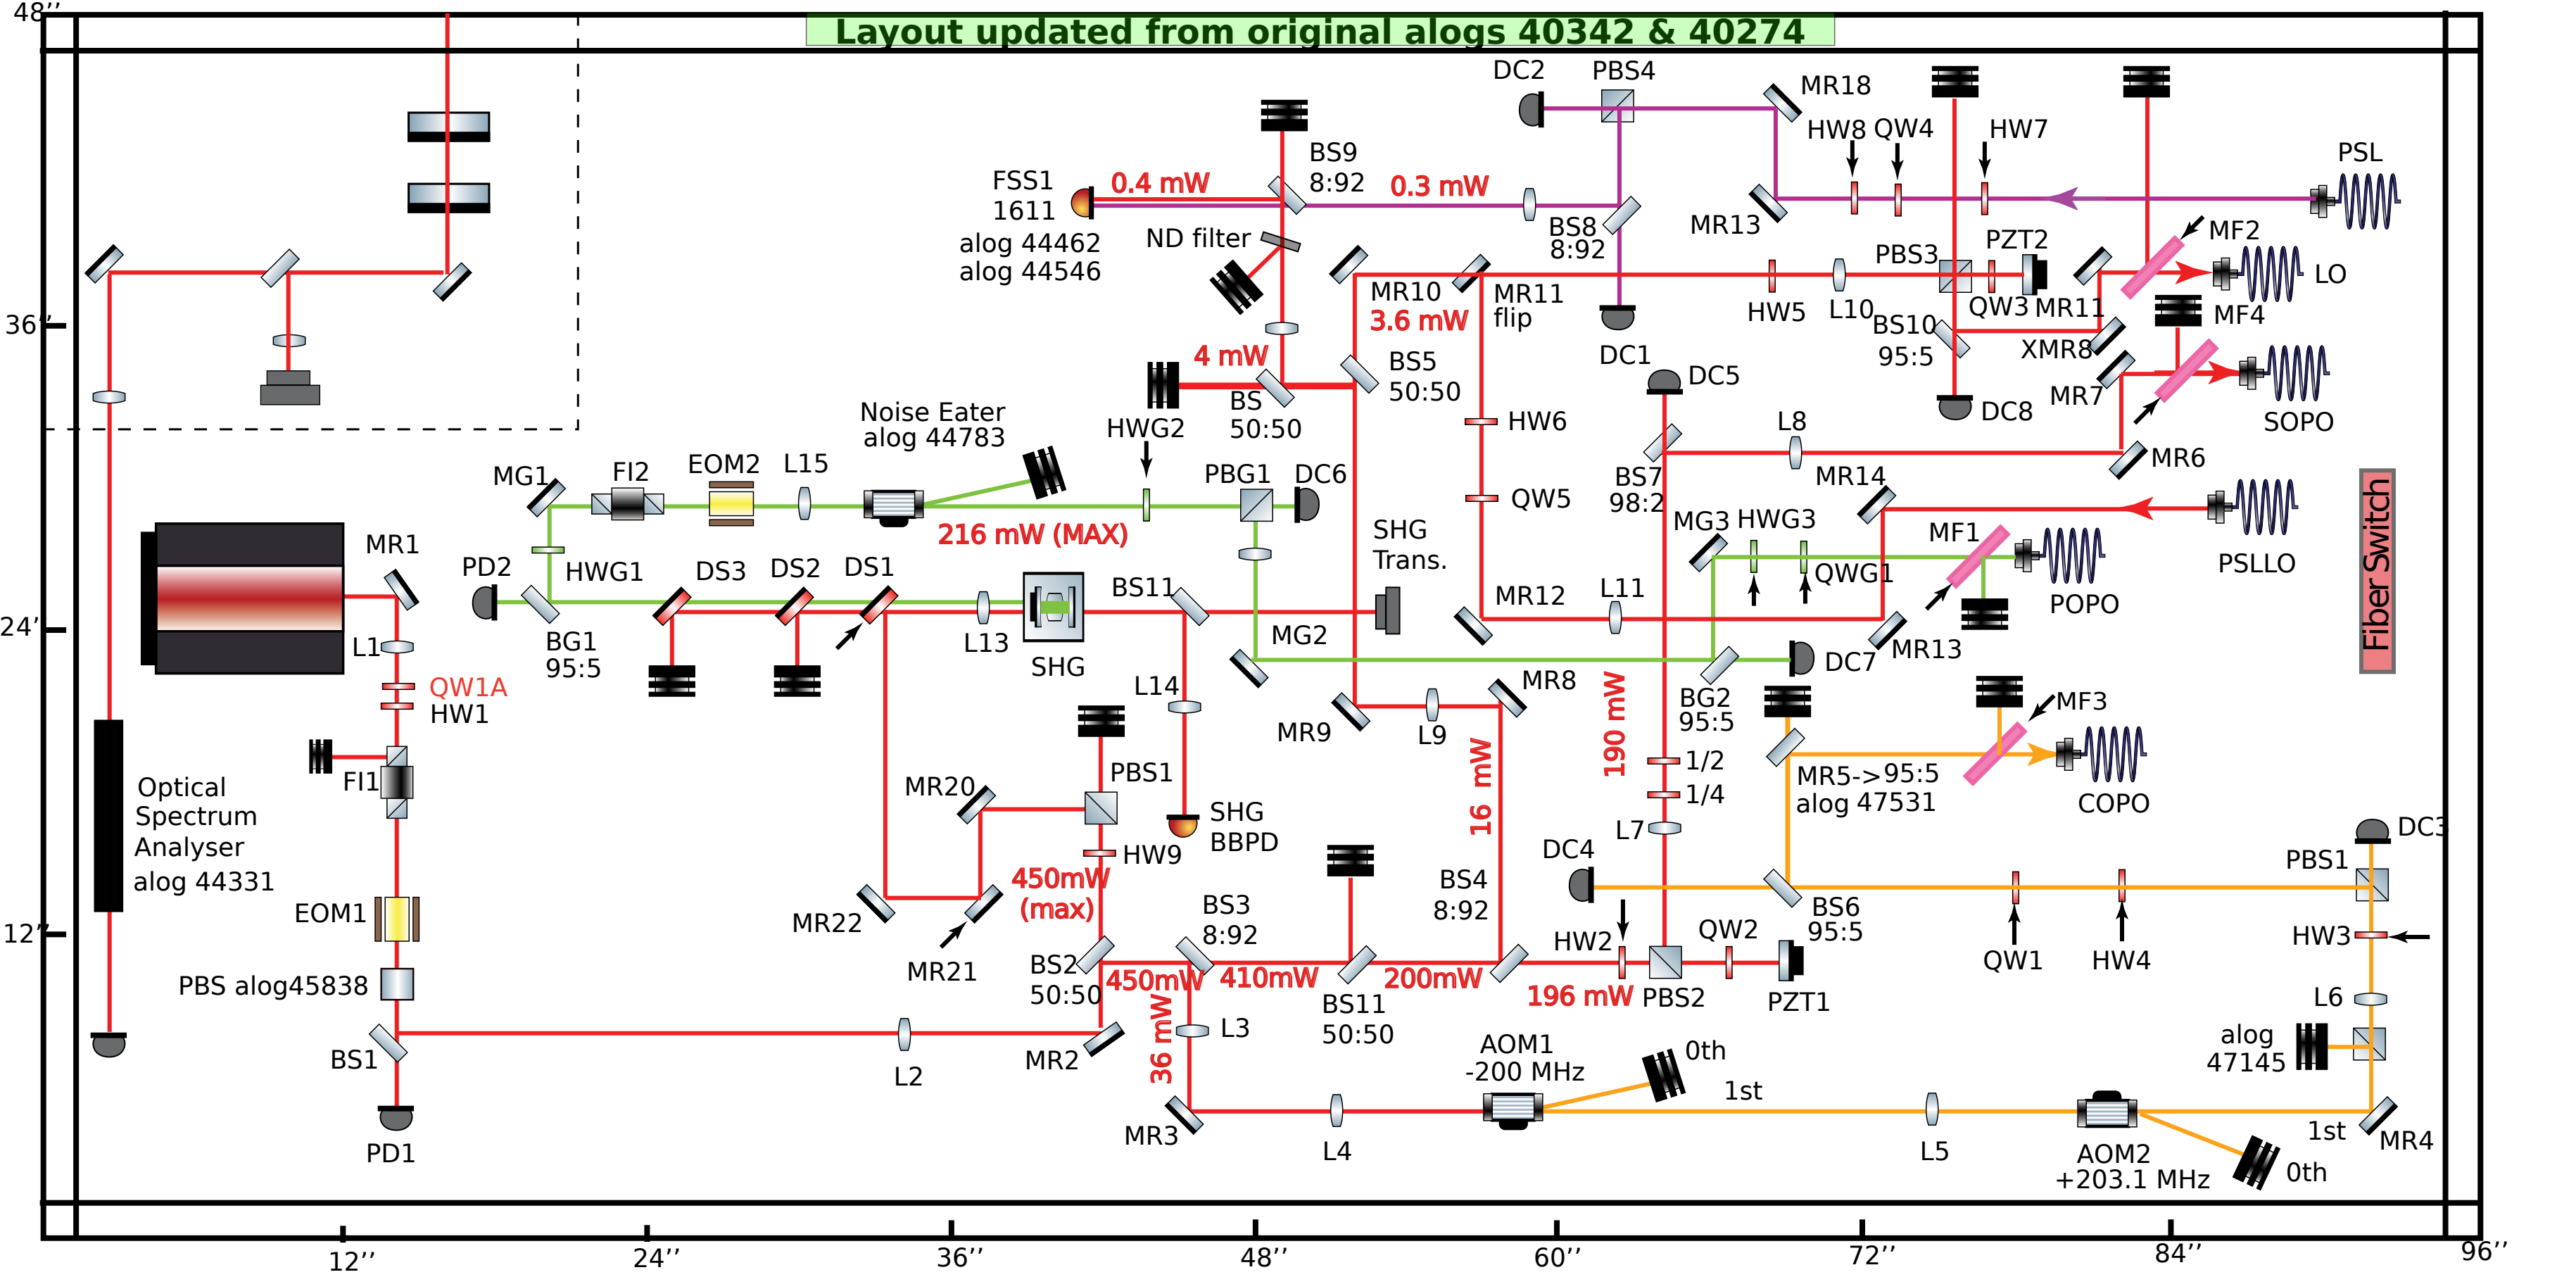 48’’
Layout updated from original alogs 40342 & 40274
DC2
PBS4
MR18
HW8
QW4
HW7
PSL
BS9
8:92
FSS1
1611
0.4 mW
0.3 mW
alog 44462
alog 44546
ND filter
BS8
8:92
MR13
PBS3
PZT2
MF2
LO
MR10
3.6 mW
MR11
flip
HW5
L10
QW3
MR11
MF4
36’’
BS10
95:5
XMR8
4 mW
BS5
50:50
DC1
DC5
MR7
DC8
SOPO
BS
50:50
Noise Eater
alog 44783
HWG2
HW6
L8
MR6
MG1
FI2
EOM2
L15
PBG1
DC6
BS7
98:2
MR14
QW5
216 mW (MAX)
SHG
Trans.
MG3
HWG3
MF1
PSLLO
Fiber Switch
MR1
PD2
HWG1
DS3
DS2
DS1
BS11
QWG1
POPO
L11
MR12
24’
L1
BG1
95:5
L13
SHG
MG2
MR13
DC7
QW1A
HW1
L14
MR8
BG2
95:5
MF3
MR9
L9
190 mW
16 mW
1/2
1/4
FI1
MR20
PBS1
MR5->95:5
alog 47531
COPO
Optical
Spectrum
Analyser
alog 44331
SHG
BBPD
L7
DC3
HW9
DC4
PBS1
450mW
(max)
BS4
8:92
EOM1
MR22
BS3
8:92
BS6
95:5
12’’
MR21
HW2
QW2
QW1
HW4
HW3
BS2
50:50
450mW
410mW
200mW
196 mW
PBS2
PZT1
PBS alog45838
BS11
50:50
L6
BS1
MR2
L2
36 mW
L3
AOM1
-200 MHz
0th
1st
alog
47145
PD1
MR3
L4
L5
AOM2
+203.1 MHz
1st
MR4
0th
12’’
24’’
36’’
48’’
60’’
72’’
84’’
96’’